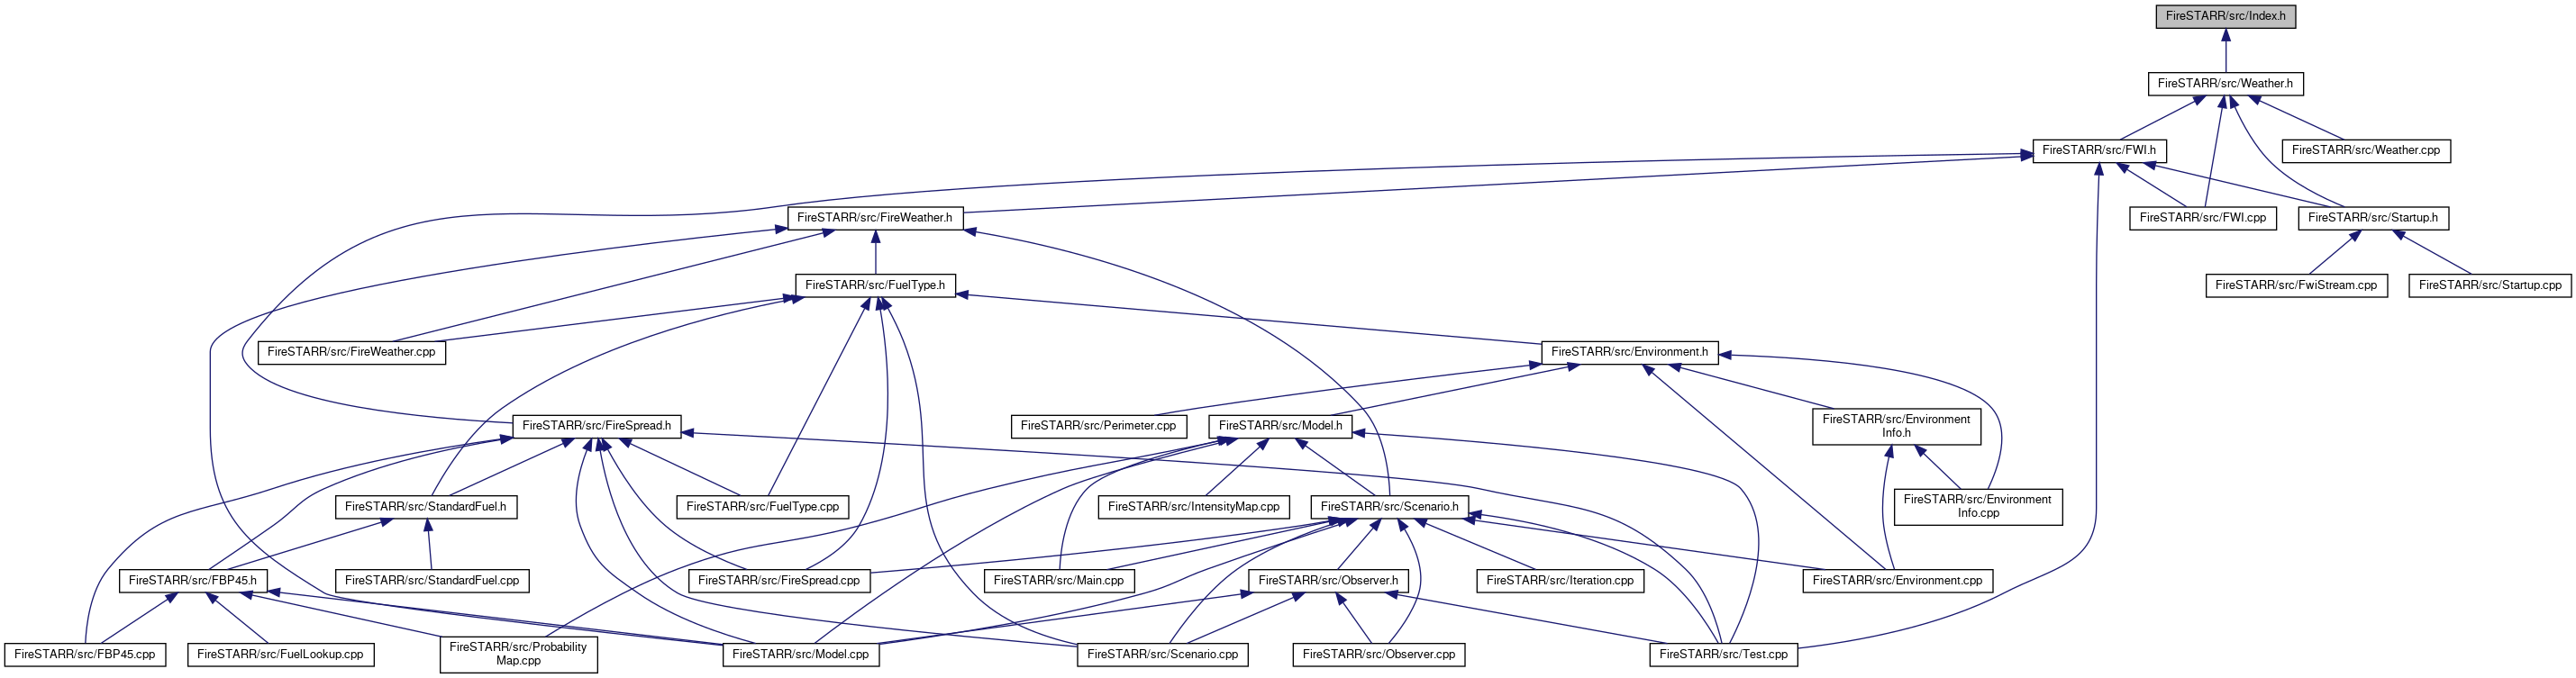 FireSTARR/src/Index.h
FireSTARR/src/Weather.h
FireSTARR/src/FWI.h
FireSTARR/src/Weather.cpp
FireSTARR/src/FireWeather.h
FireSTARR/src/FWI.cpp
FireSTARR/src/Startup.h
FireSTARR/src/FuelType.h
FireSTARR/src/FwiStream.cpp
FireSTARR/src/Startup.cpp
FireSTARR/src/FireWeather.cpp
FireSTARR/src/Environment.h
FireSTARR/src/FireSpread.h
FireSTARR/src/Perimeter.cpp
FireSTARR/src/Model.h
FireSTARR/src/Environment
Info.h
FireSTARR/src/StandardFuel.h
FireSTARR/src/FuelType.cpp
FireSTARR/src/IntensityMap.cpp
FireSTARR/src/Scenario.h
FireSTARR/src/Environment
Info.cpp
FireSTARR/src/FBP45.h
FireSTARR/src/StandardFuel.cpp
FireSTARR/src/FireSpread.cpp
FireSTARR/src/Main.cpp
FireSTARR/src/Observer.h
FireSTARR/src/Iteration.cpp
FireSTARR/src/Environment.cpp
FireSTARR/src/FBP45.cpp
FireSTARR/src/FuelLookup.cpp
FireSTARR/src/Probability
Map.cpp
FireSTARR/src/Model.cpp
FireSTARR/src/Scenario.cpp
FireSTARR/src/Observer.cpp
FireSTARR/src/Test.cpp